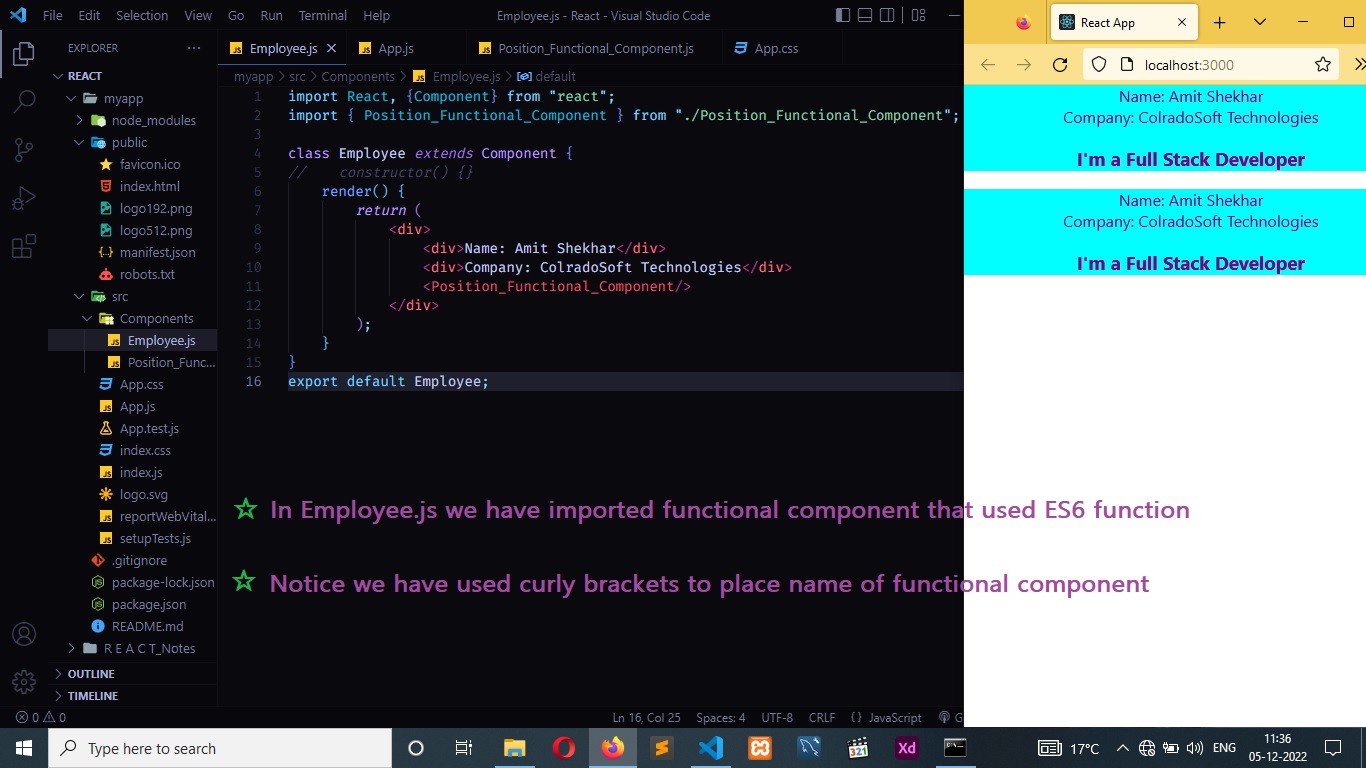 File Edit Selection View Go Run Terminal Help
Employee.js - React - Visual Studio Code
React App
localhost:3000
EXPLORER
REACT
myapp
node_modules
public
favicon.ico
index.html
logo192.png
logo512.png
manifest.json
robots.txt
src
Components
Employee.js
Position_Func...
App.css
App.js
App.test.js
index.css
index.js
logo.svg
reportWebVital...
setupTests.js
.gitignore
package-lock.json
package.json
README.md
R E A C T_Notes
OUTLINE
TIMELINE
Employee.js App.js Position_Functional_Component.js App.css
myapp > src > Components > Employee.js > default
1 import React, {Component} from "react";
2 import { Position_Functional_Component } from "./Position_Functional_Component";
3
4 class Employee extends Component {
5 //    constructor() {}
6     render() {
7         return (
8             <div>
9                 <div>Name: Amit Shekhar</div>
10                 <div>Company: ColradoSoft Technologies</div>
11                 <Position_Functional_Component/>
12             </div>
13         );
14     }
15 }
16 export default Employee;
☆ In Employee.js we have imported functional component that used ES6 function
☆ Notice we have used curly brackets to place name of functional component
Name: Amit Shekhar
Company: ColradoSoft Technologies
I'm a Full Stack Developer
Name: Amit Shekhar
Company: ColradoSoft Technologies
I'm a Full Stack Developer
0 0
Ln 16, Col 25 Spaces: 4 UTF-8 CRLF {} JavaScript G
Type here to search
Xd
321
17°C
ENG
11:36
05-12-2022